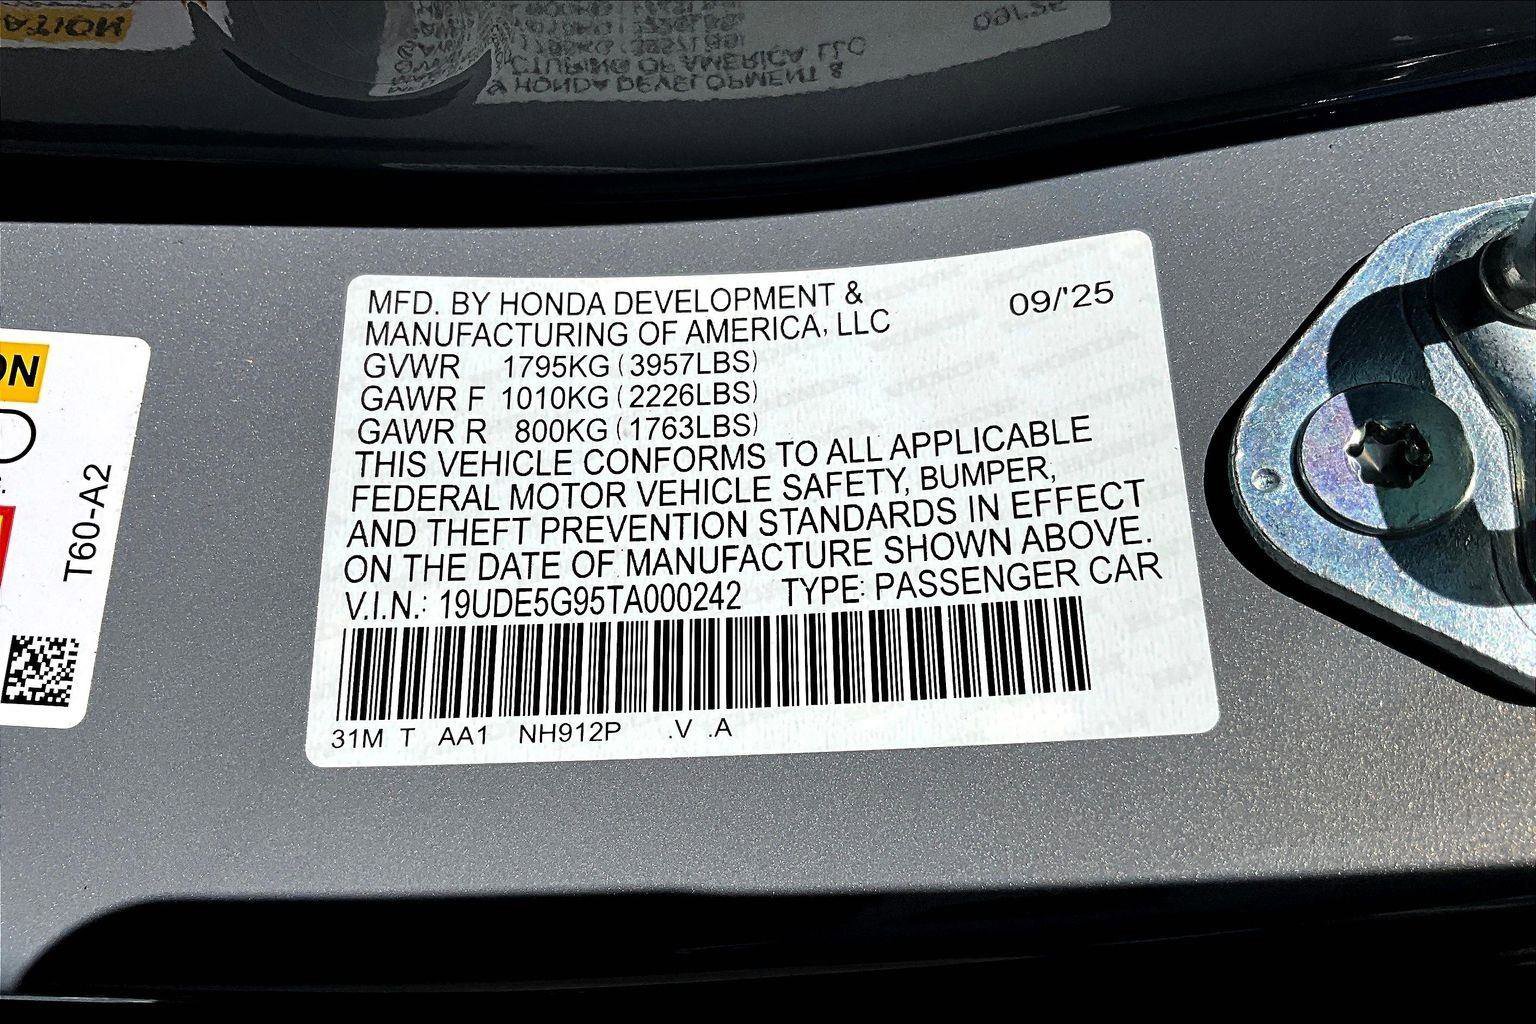 MFD. BY HONDA DEVELOPMENT &
MANUFACTURING OF AMERICA, LLC
09/'25
GVWR 1795KG (3957LBS)
GAWR F 1010KG (2226LBS)
GAWR R 800KG (1763LBS)
THIS VEHICLE CONFORMS TO ALL APPLICABLE
FEDERAL MOTOR VEHICLE SAFETY, BUMPER,
AND THEFT PREVENTION STANDARDS IN EFFECT
ON THE DATE OF MANUFACTURE SHOWN ABOVE.
V.I.N.: 19UDE5G95TA000242 TYPE: PASSENGER CAR
31M T AA1 NH912P .V .A
T60-A2